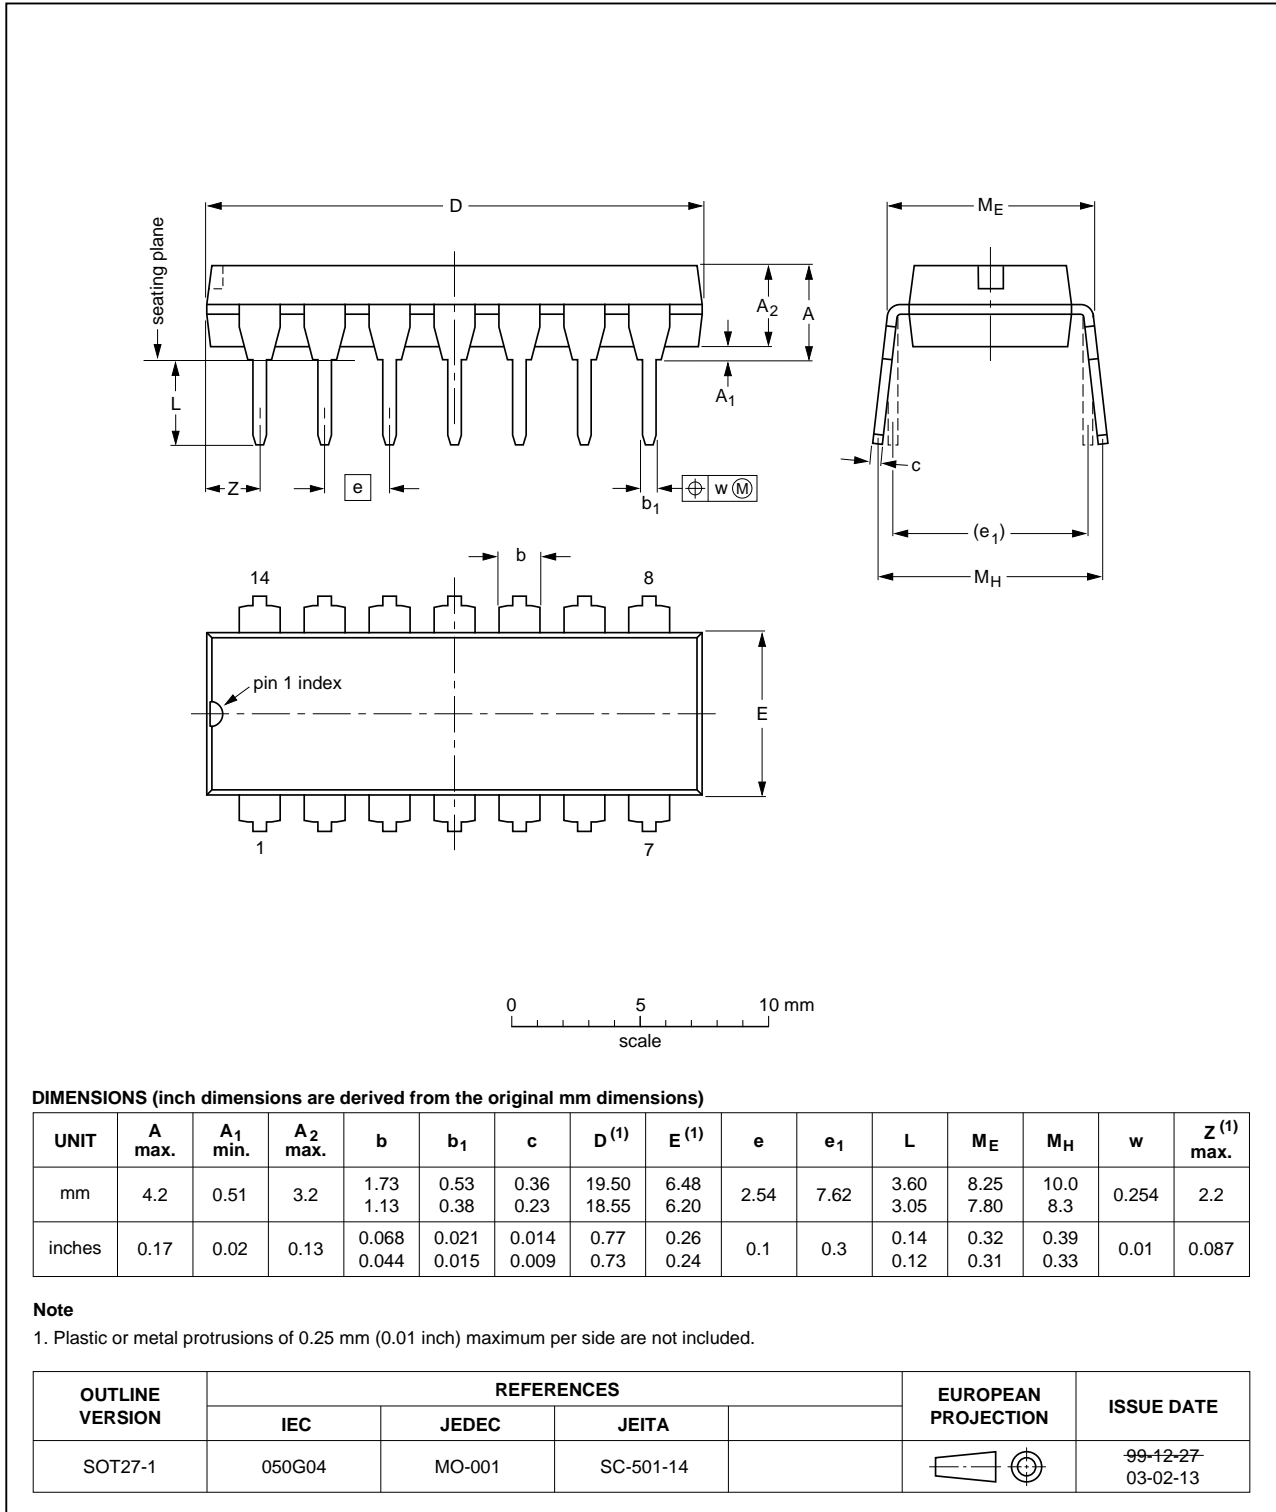 D
ME
seating plane
A2
A
L
A1
c
Z
e
b1
w M
(e1)
MH
b
14
8
pin 1 index
E
1
7
0
5
10 mm
scale
DIMENSIONS (inch dimensions are derived from the original mm dimensions)
UNIT A max. A1 min. A2 max. b b1 c D(1) E(1) e e1 L ME MH w Z(1) max.
mm 4.2 0.51 3.2 1.73 1.13 0.53 0.38 0.36 0.23 19.50 18.55 6.48 6.20 2.54 7.62 3.60 3.05 8.25 7.80 10.0 8.3 0.254 2.2
inches 0.17 0.02 0.13 0.068 0.044 0.021 0.015 0.014 0.009 0.77 0.73 0.26 0.24 0.1 0.3 0.14 0.12 0.32 0.31 0.39 0.33 0.01 0.087
Note
1. Plastic or metal protrusions of 0.25 mm (0.01 inch) maximum per side are not included.
OUTLINE VERSION
REFERENCES
EUROPEAN PROJECTION
ISSUE DATE
IEC JEDEC JEITA
SOT27-1 050G04 MO-001 SC-501-14
99-12-27
03-02-13